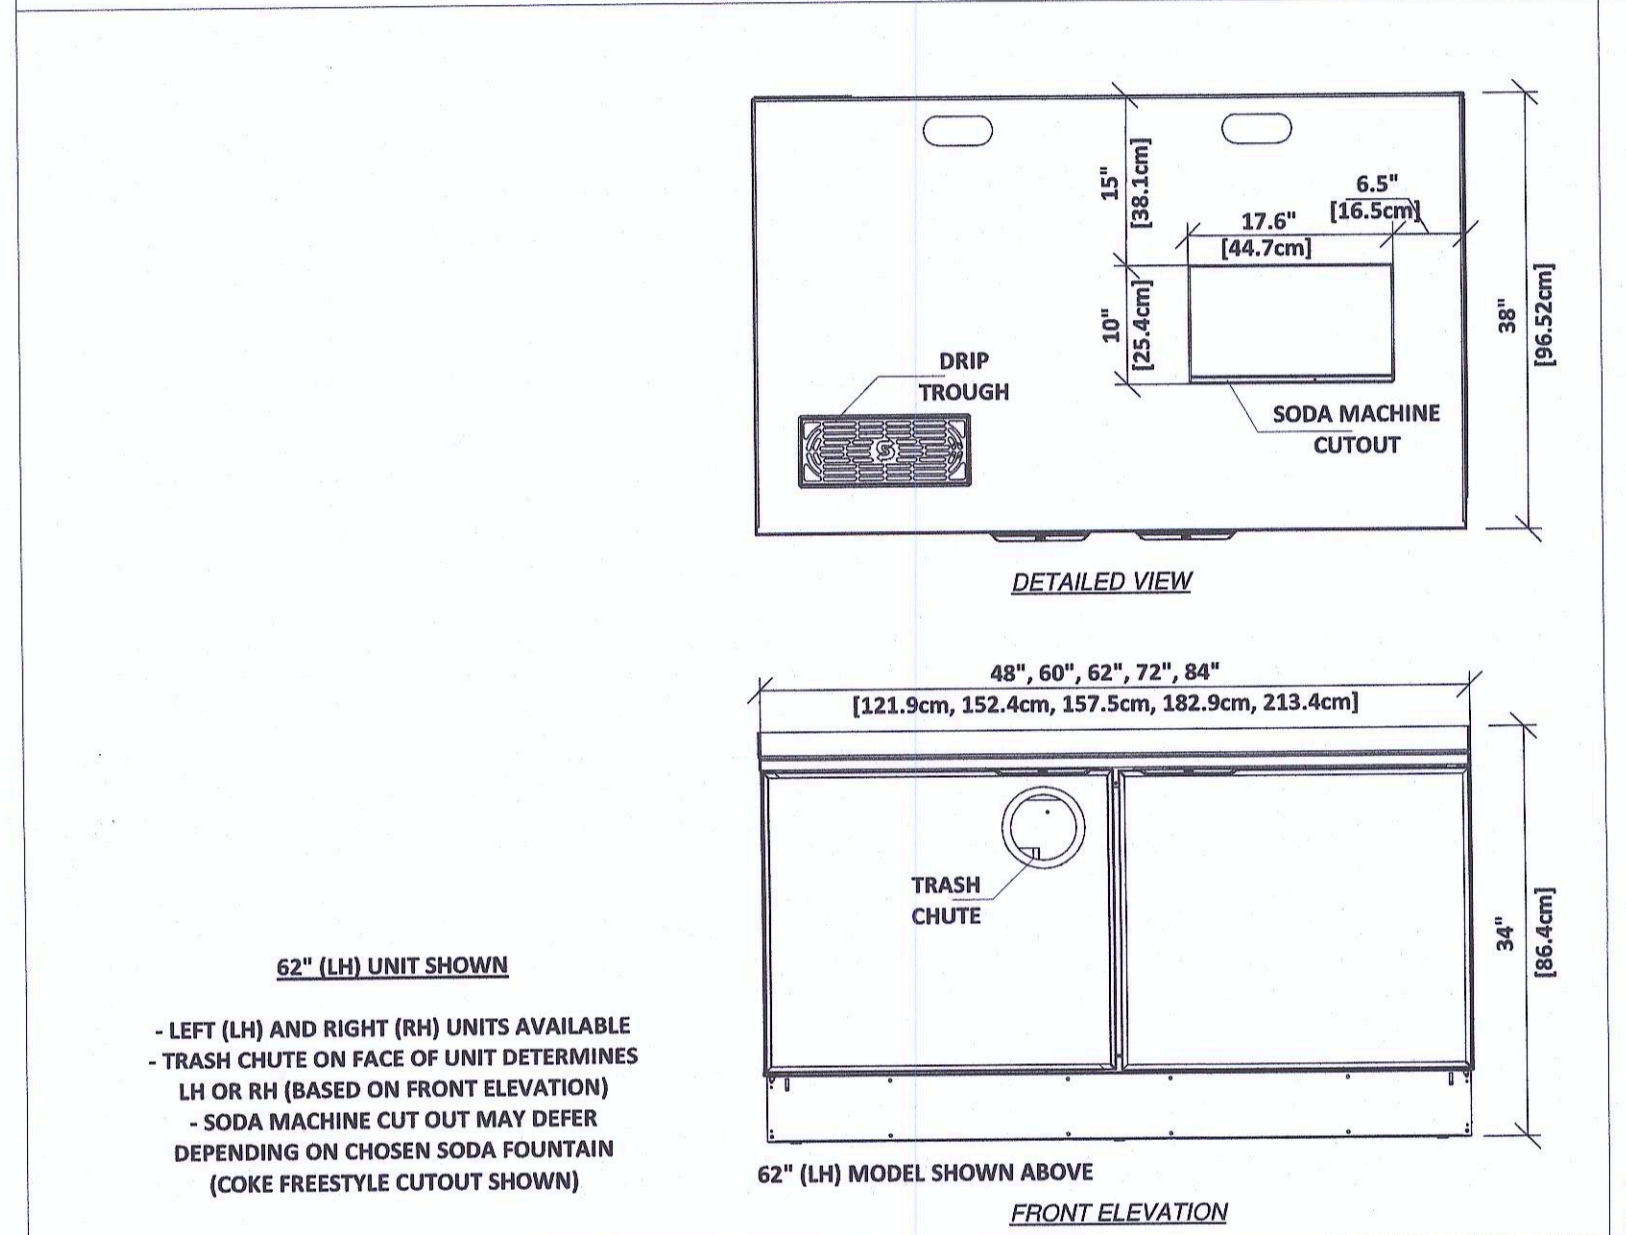 15"
[38.1cm]
6.5"
[16.5cm]
17.6"
[44.7cm]
10"
[25.4cm]
38"
[96.52cm]
DRIP
TROUGH
S
SODA MACHINE
CUTOUT
DETAILED VIEW
48", 60", 62", 72", 84"
[121.9cm, 152.4cm, 157.5cm, 182.9cm, 213.4cm]
TRASH
CHUTE
34"
[86.4cm]
62" (LH) UNIT SHOWN
- LEFT (LH) AND RIGHT (RH) UNITS AVAILABLE
- TRASH CHUTE ON FACE OF UNIT DETERMINES
LH OR RH (BASED ON FRONT ELEVATION)
- SODA MACHINE CUT OUT MAY DEFER
DEPENDING ON CHOSEN SODA FOUNTAIN
(COKE FREESTYLE CUTOUT SHOWN)
62" (LH) MODEL SHOWN ABOVE
FRONT ELEVATION